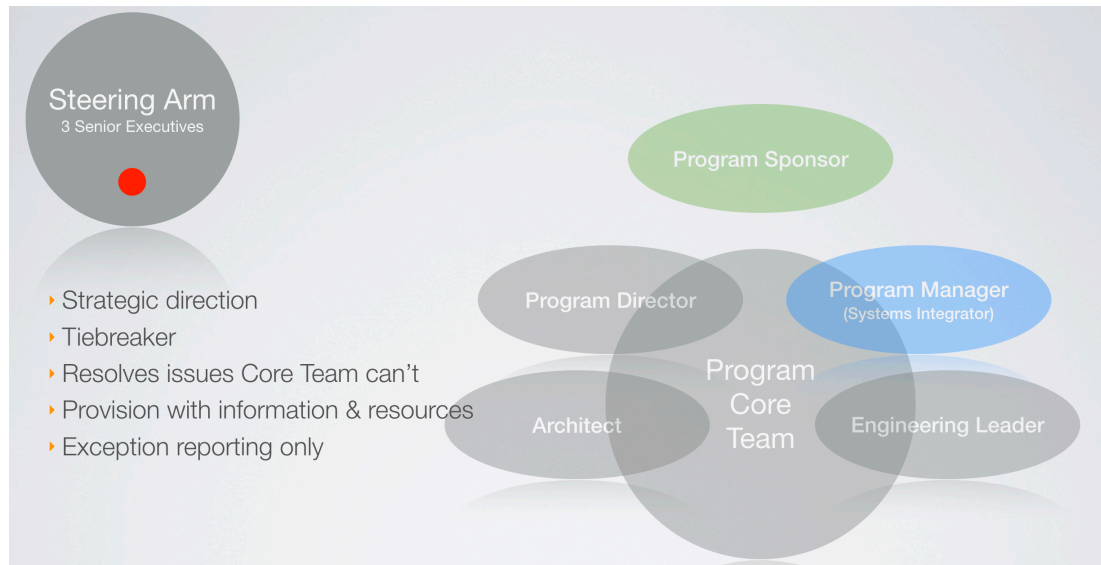 Steering Arm
3 Senior Executives
Program Sponsor
Program Director
Program Manager
(Systems Integrator)
Strategic direction
Tiebreaker
Resolves issues Core Team can’t
Provision with information & resources
Exception reporting only
Program
Core
Team
Architect
Engineering Leader